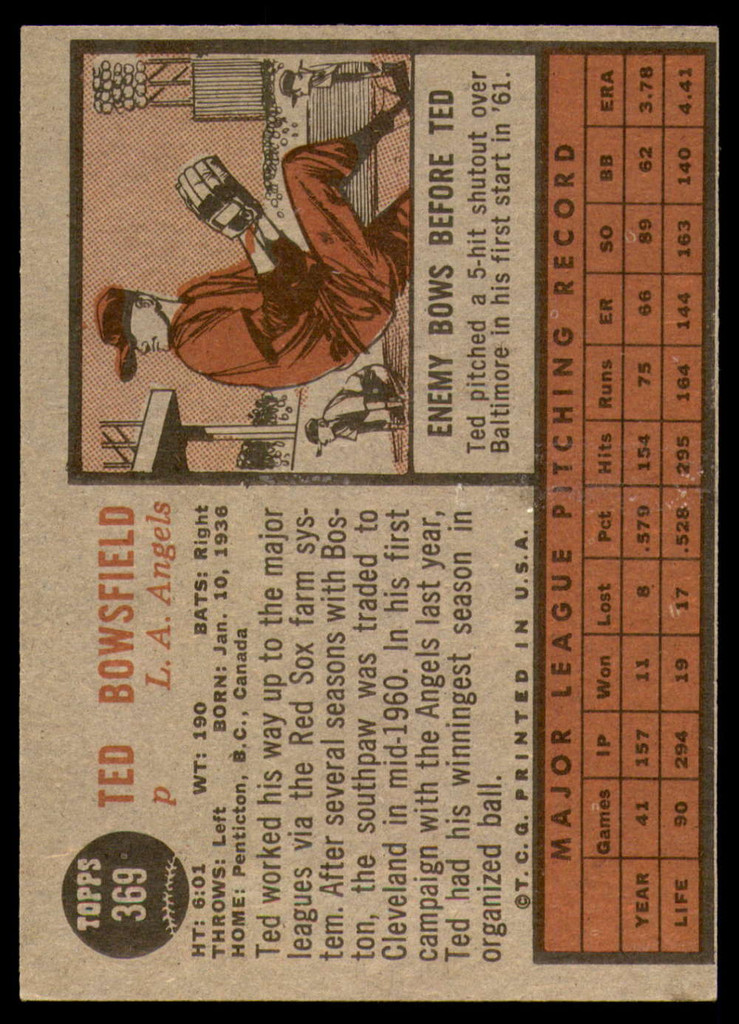 TOPPS
369
TED BOWSFIELD
p L. A. Angels
HT: 6:01 WT: 190 BATS: Right
THROWS: Left BORN: Jan. 10, 1936
HOME: Penticton, B.C., Canada
Ted worked his way up to the major
leagues via the Red Sox farm sys-
tem. After several seasons with Bos-
ton, the southpaw was traded to
Cleveland in mid-1960. In his first
campaign with the Angels last year,
Ted had his winningest season in
organized ball.
©T.C.G. PRINTED IN U.S.A.
ENEMY BOWS BEFORE TED
Ted pitched a 5-hit shutout over
Baltimore in his first start in '61.
MAJOR LEAGUE PITCHING RECORD
Games IP Won Lost Pct Hits Runs ER SO BB ERA
YEAR 41 157 11 8 .579 154 75 66 89 62 3.78
LIFE 90 294 19 17 .528 295 164 144 163 140 4.41